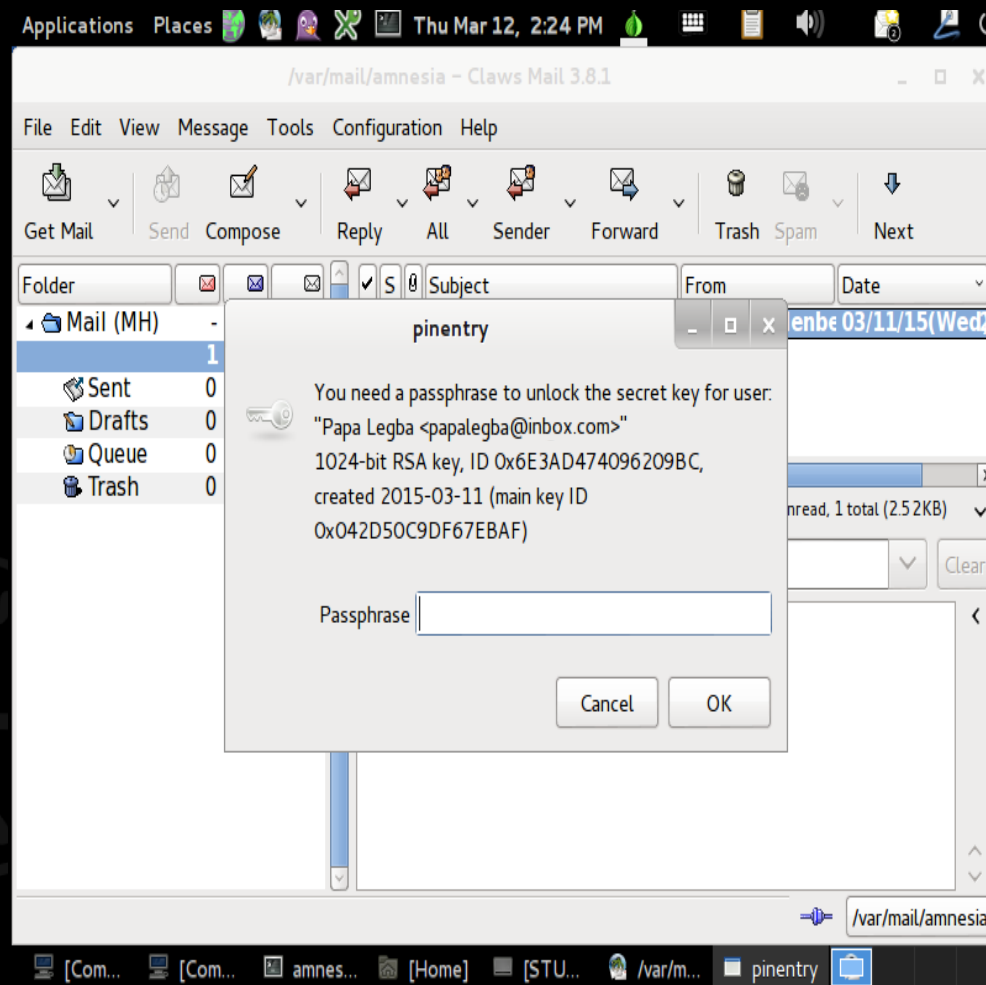 Applications Places Thu Mar 12, 2:24 PM 2
/var/mail/amnesia – Claws Mail 3.8.1
File Edit View Message Tools Configuration Help
Get Mail Send Compose Reply All Sender Forward Trash Spam Next
Folder S Subject From Date
Mail (MH) - enbe 03/11/15(Wed)
1
Sent 0
Drafts 0
Queue 0
Trash 0
pinentry
You need a passphrase to unlock the secret key for user:
"Papa Legba <papalegba@inbox.com>"
1024-bit RSA key, ID 0x6E3AD474096209BC,
created 2015-03-11 (main key ID
0x042D50C9DF67EBAF)
nread, 1 total (2.52KB)
Clear
Passphrase
Cancel OK
/var/mail/amnesia
[Com... [Com... amnes... [Home] [STU... /var/m... pinentry